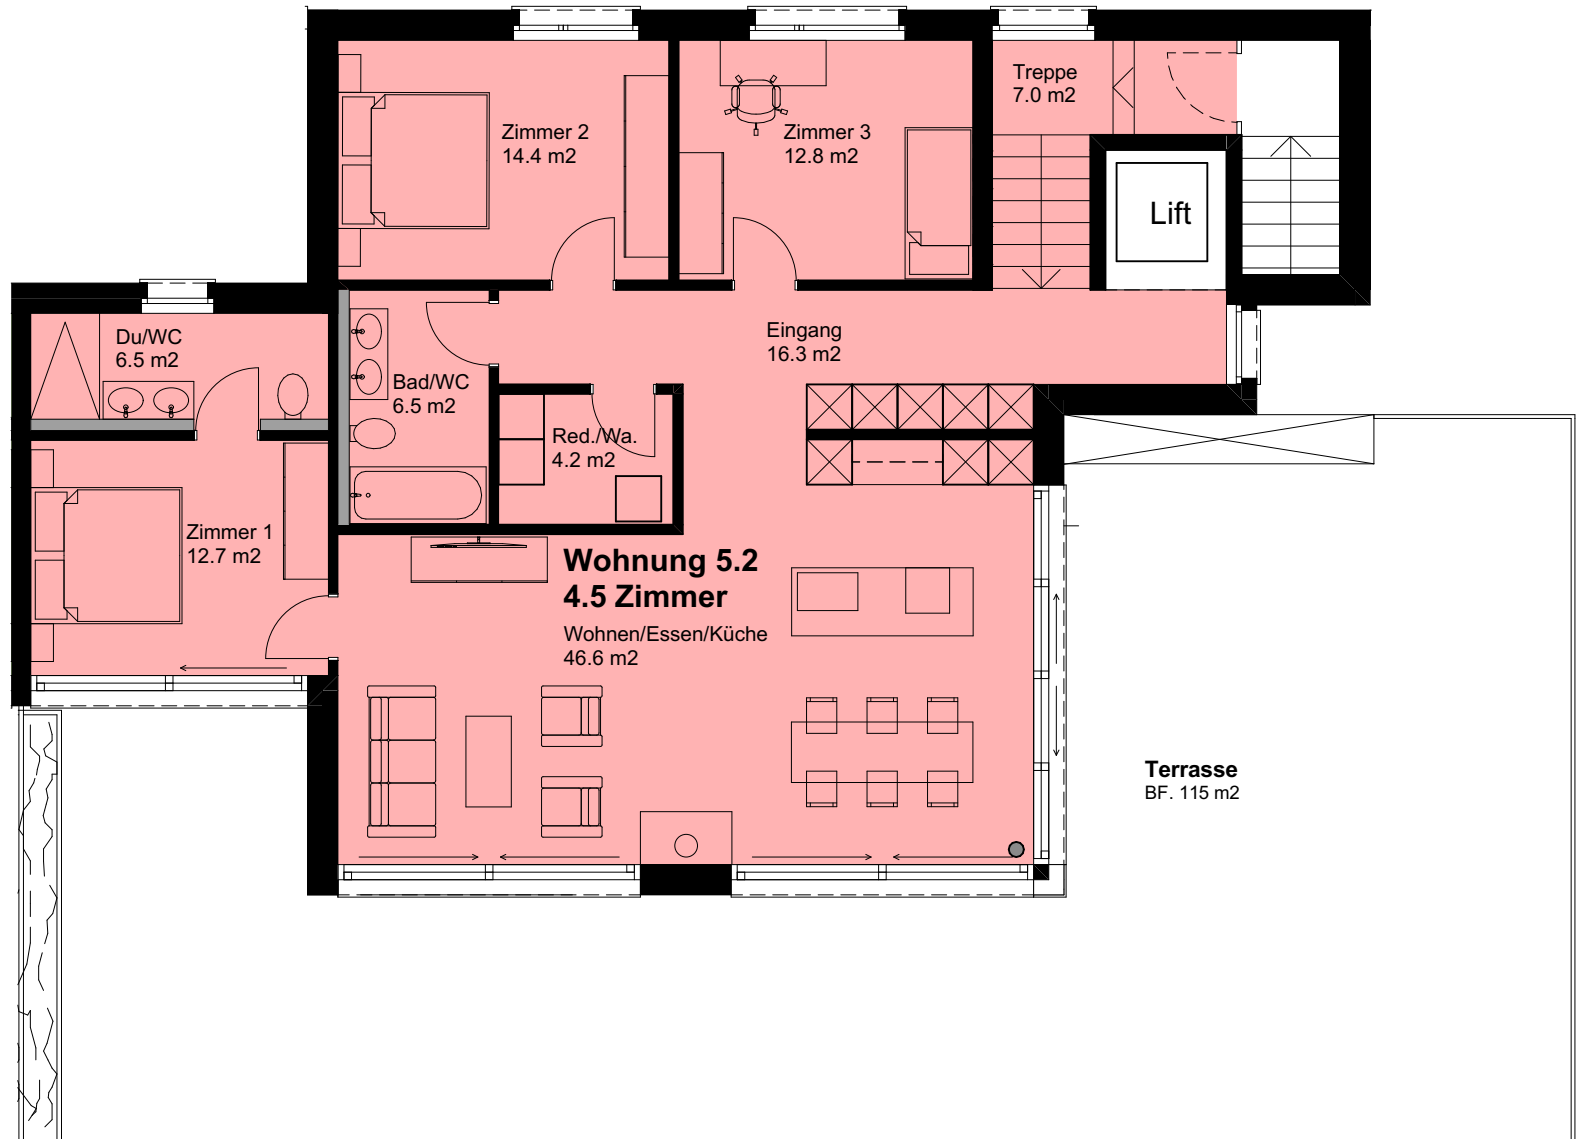 Treppe
7.0 m2
Zimmer 2
14.4 m2
Zimmer 3
12.8 m2
Lift
Du/WC
6.5 m2
Eingang
16.3 m2
Bad/WC
6.5 m2
Red./Wa.
4.2 m2
Zimmer 1
12.7 m2
Wohnung 5.2
4.5 Zimmer
Wohnen/Essen/Küche
46.6 m2
Terrasse
BF. 115 m2